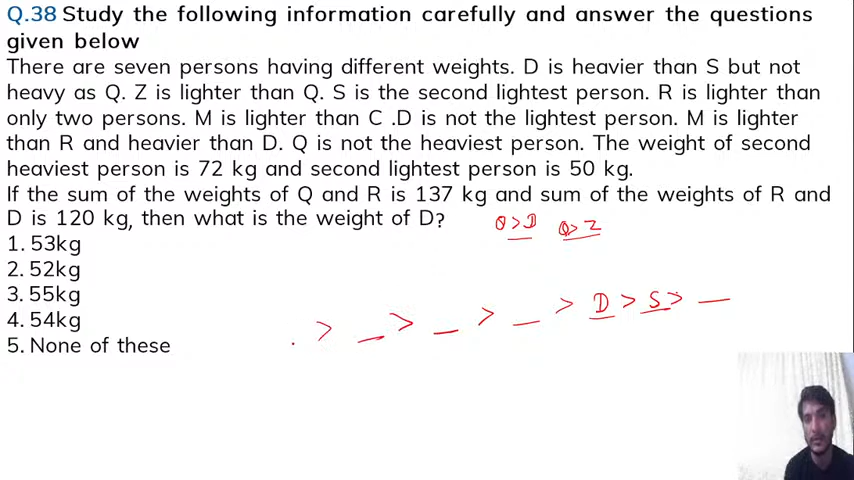 Q.38 Study the following information carefully and answer the questions
given below
There are seven persons having different weights. D is heavier than S but not
heavy as Q. Z is lighter than Q. S is the second lightest person. R is lighter than
only two persons. M is lighter than C .D is not the lightest person. M is lighter
than R and heavier than D. Q is not the heaviest person. The weight of second
heaviest person is 72 kg and second lightest person is 50 kg.
If the sum of the weights of Q and R is 137 kg and sum of the weights of R and
D is 120 kg, then what is the weight of D?
Q>D Q>Z
1. 53kg
2. 52kg
3. 55kg
4. 54kg
5. None of these
. > _ > _ > _ > D > S > _